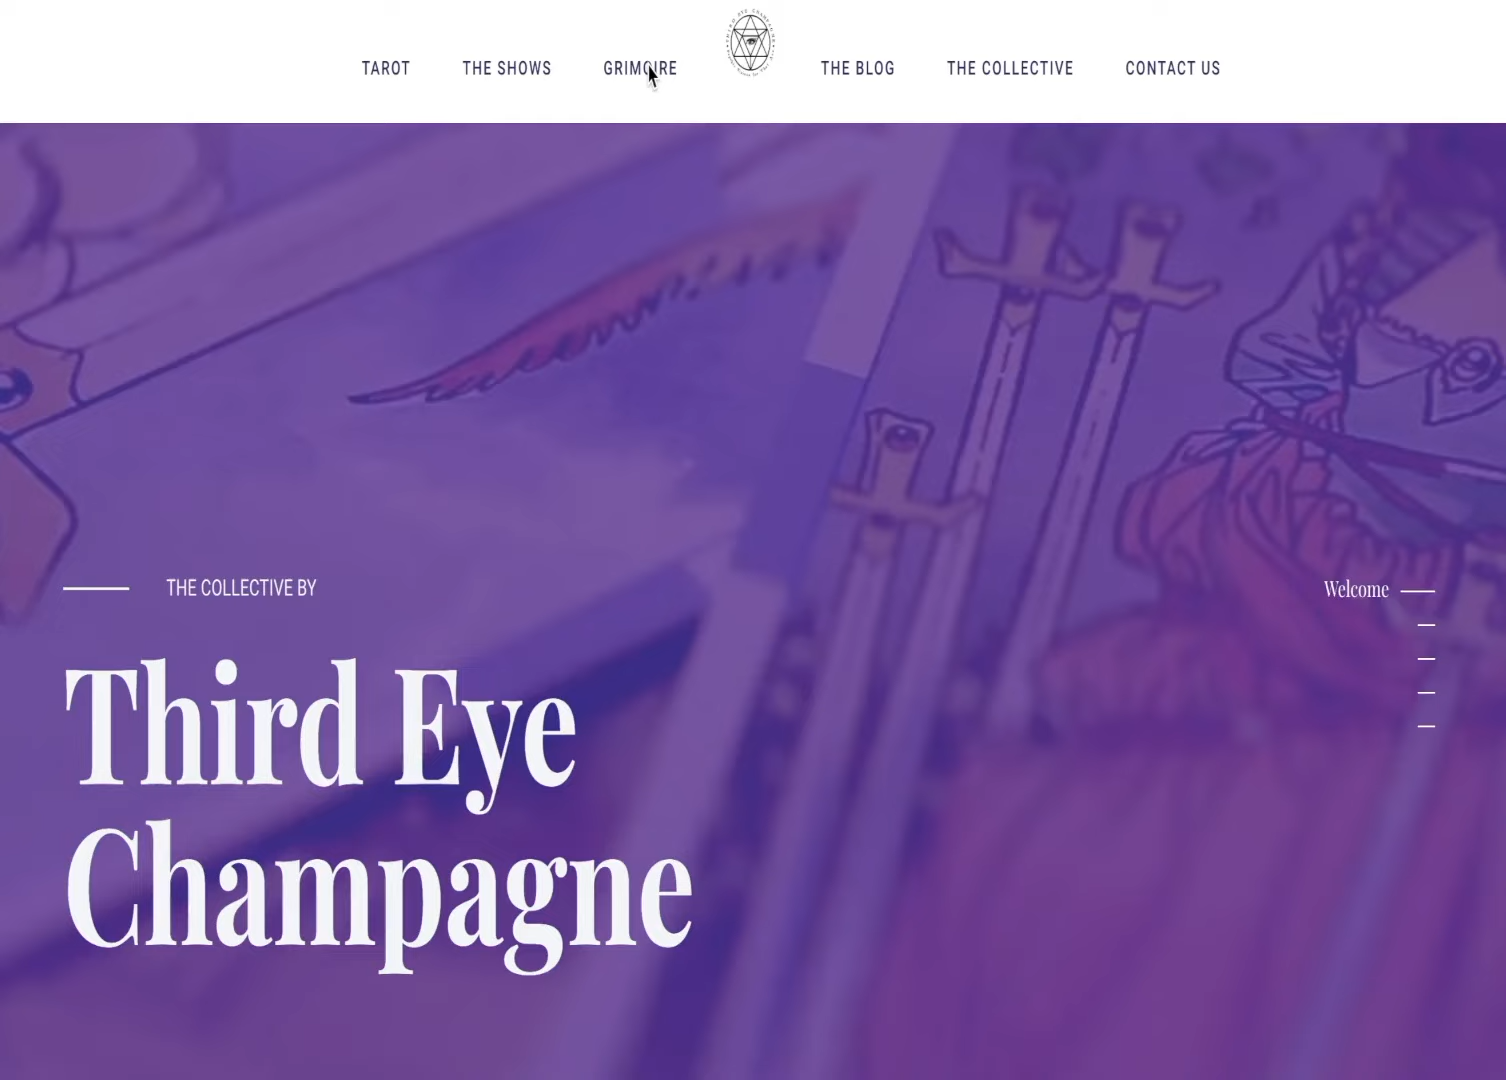 TAROT
THE SHOWS
GRIMOIRE
THE BLOG
THE COLLECTIVE
CONTACT US
THE COLLECTIVE BY
Welcome
Third Eye
Champagne